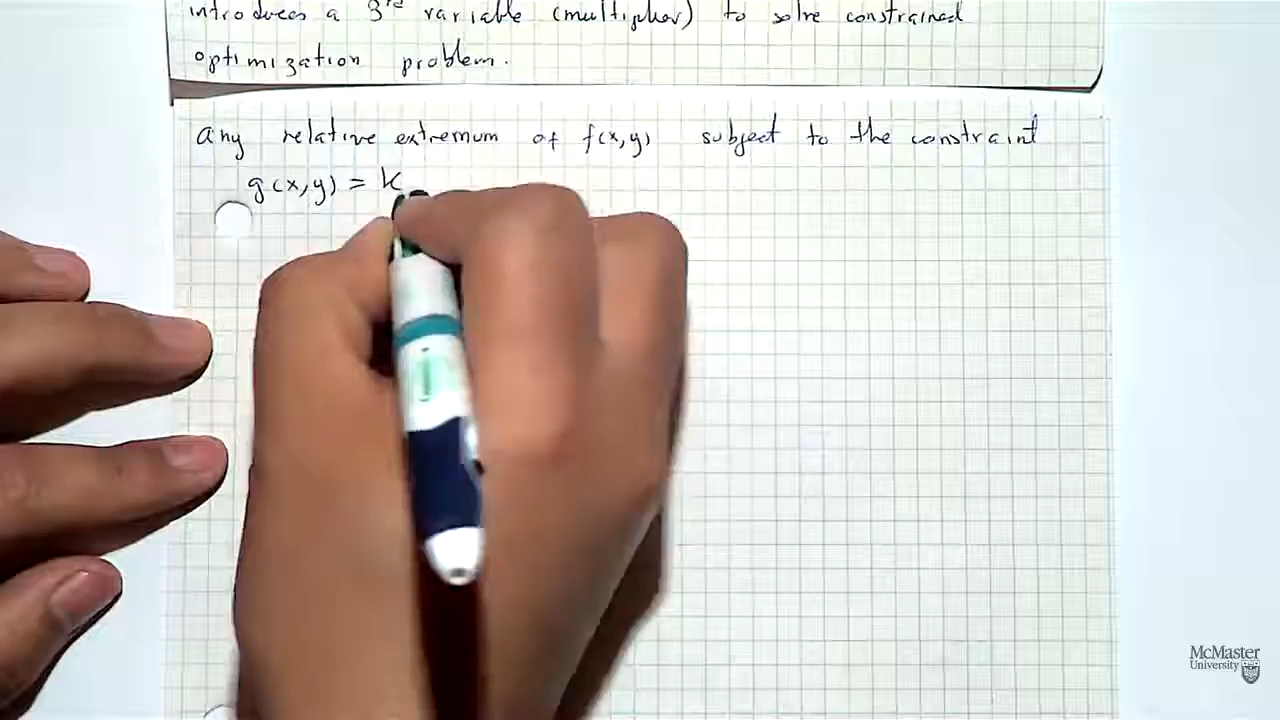 introduces a 3rd variable (multiplier) to solve constrained
optimization problem.
any relative extremum of f(x,y) subject to the constraint
g(x,y) = k
McMaster
University